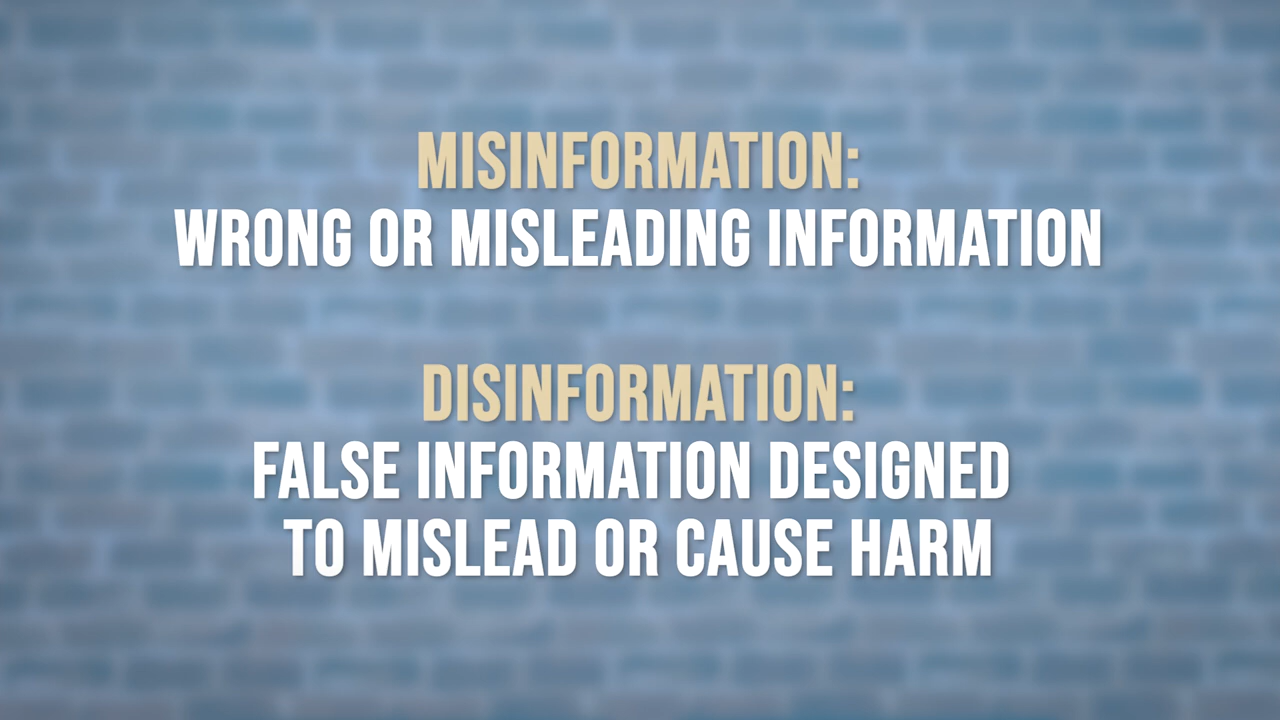 MISINFORMATION:
WRONG OR MISLEADING INFORMATION
DISINFORMATION:
FALSE INFORMATION DESIGNED
TO MISLEAD OR CAUSE HARM